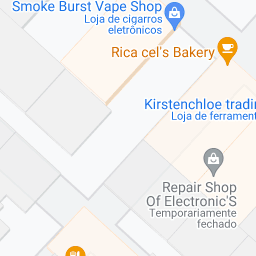 Smoke Burst Vape Shop
Loja de cigarros
eletrônicos
Rica cel's Bakery
Kirstenchloe tradin
Loja de ferrament
Repair Shop
Of Electronic'S
Temporariamente
fechado